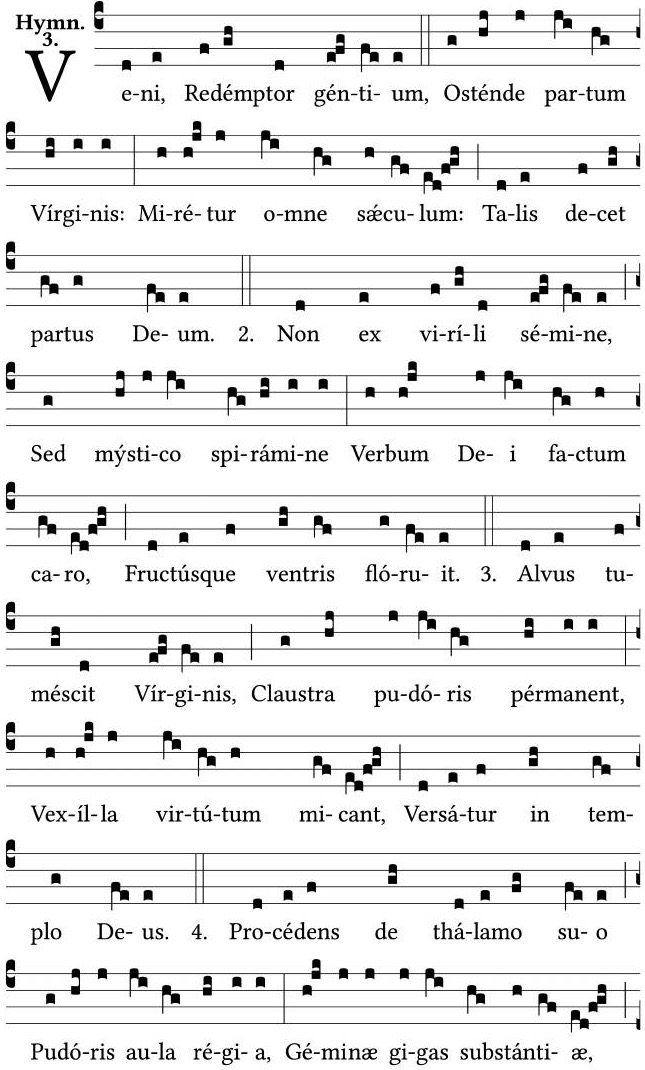 Hymn.
3.
V e-ni, Redémptor gén-ti-um, Osténde par-tum
Vír-gi-nis: Mi-ré-tur o-mne sǽcu-lum: Ta-lis de-cet
partus De-um. 2. Non ex vi-rí-li sé-mi-ne,
Sed mýsti-co spi-rámi-ne Verbum De-i fa-ctum
ca-ro, Fructúsque ventris fló-ru-it. 3. Alvus tu-
méscit Vír-gi-nis, Claustra pu-dó-ris pérmanent,
Vex-íl-la vir-tú-tum mi-cant, Versá-tur in tem-
plo De-us. 4. Pro-cédens de thá-lamo su-o
Pudó-ris au-la ré-gi-a, Gé-minæ gi-gas substánti-æ,